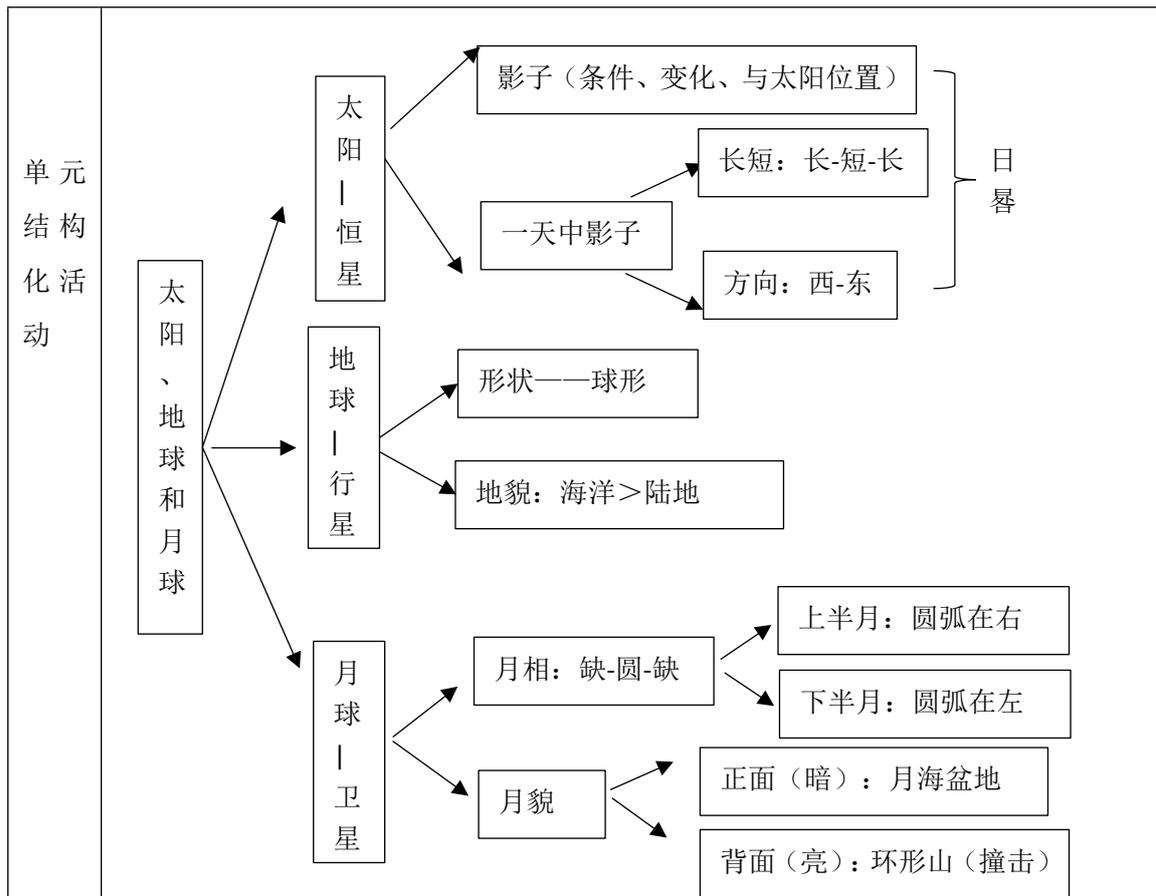 单元
结构
化活
动
太阳、地球和月球
太阳|恒星
影子（条件、变化、与太阳位置）
一天中影子
长短：长-短-长
方向：西-东
日晷
地球|行星
形状——球形
地貌：海洋＞陆地
月球|卫星
月相：缺-圆-缺
上半月：圆弧在右
下半月：圆弧在左
月貌
正面（暗）：月海盆地
背面（亮）：环形山（撞击）